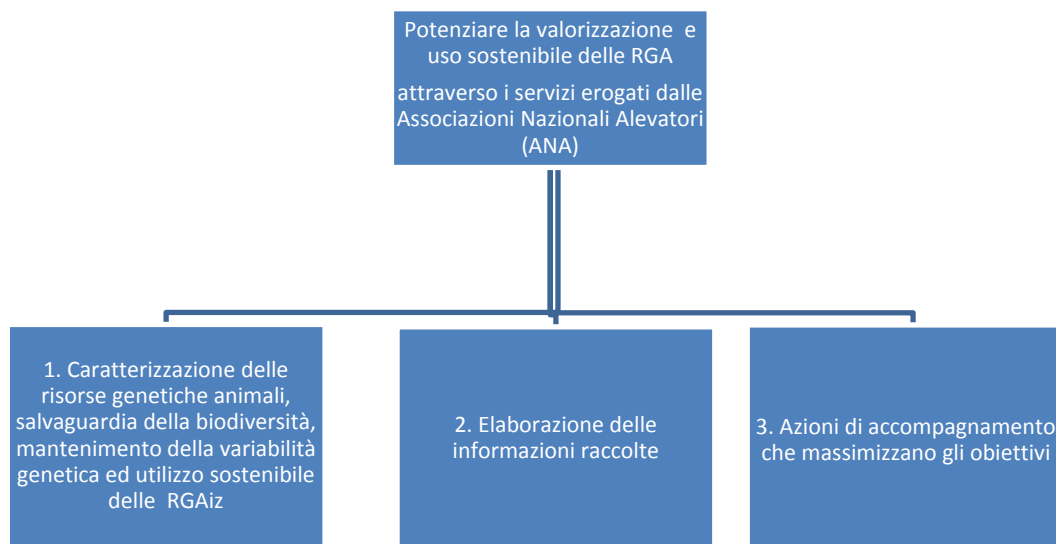 Potenziare la valorizzazione e
uso sostenibile delle RGA
attraverso i servizi erogati dalle
Associazioni Nazionali Alevatori
(ANA)
1. Caratterizzazione delle
risorse genetiche animali,
salvaguardia della biodiversità,
mantenimento della variabilità
genetica ed utilizzo sostenibile
delle RGAiz
2. Elaborazione delle
informazioni raccolte
3. Azioni di accompagnamento
che massimizzano gli obiettivi